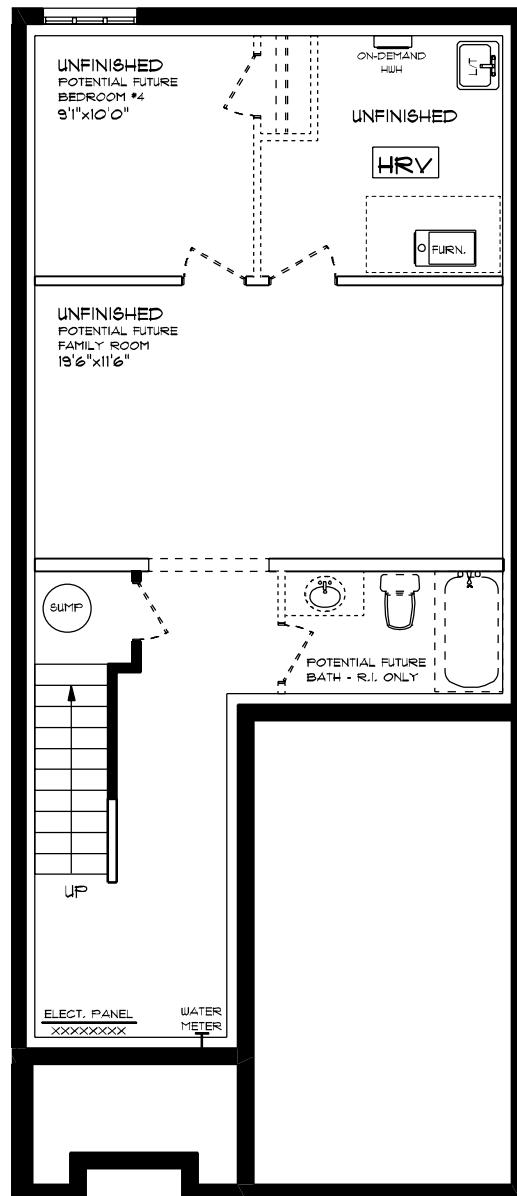 UNFINISHED
POTENTIAL FUTURE
BEDROOM #4
9'1"x10'0"
ON-DEMAND
HWH
L/T
UNFINISHED
HRV
FURN.
UNFINISHED
POTENTIAL FUTURE
FAMILY ROOM
19'6"x11'6"
SUMP
POTENTIAL FUTURE
BATH - R.I. ONLY
UP
ELECT. PANEL
XXXXXXXX
WATER
METER